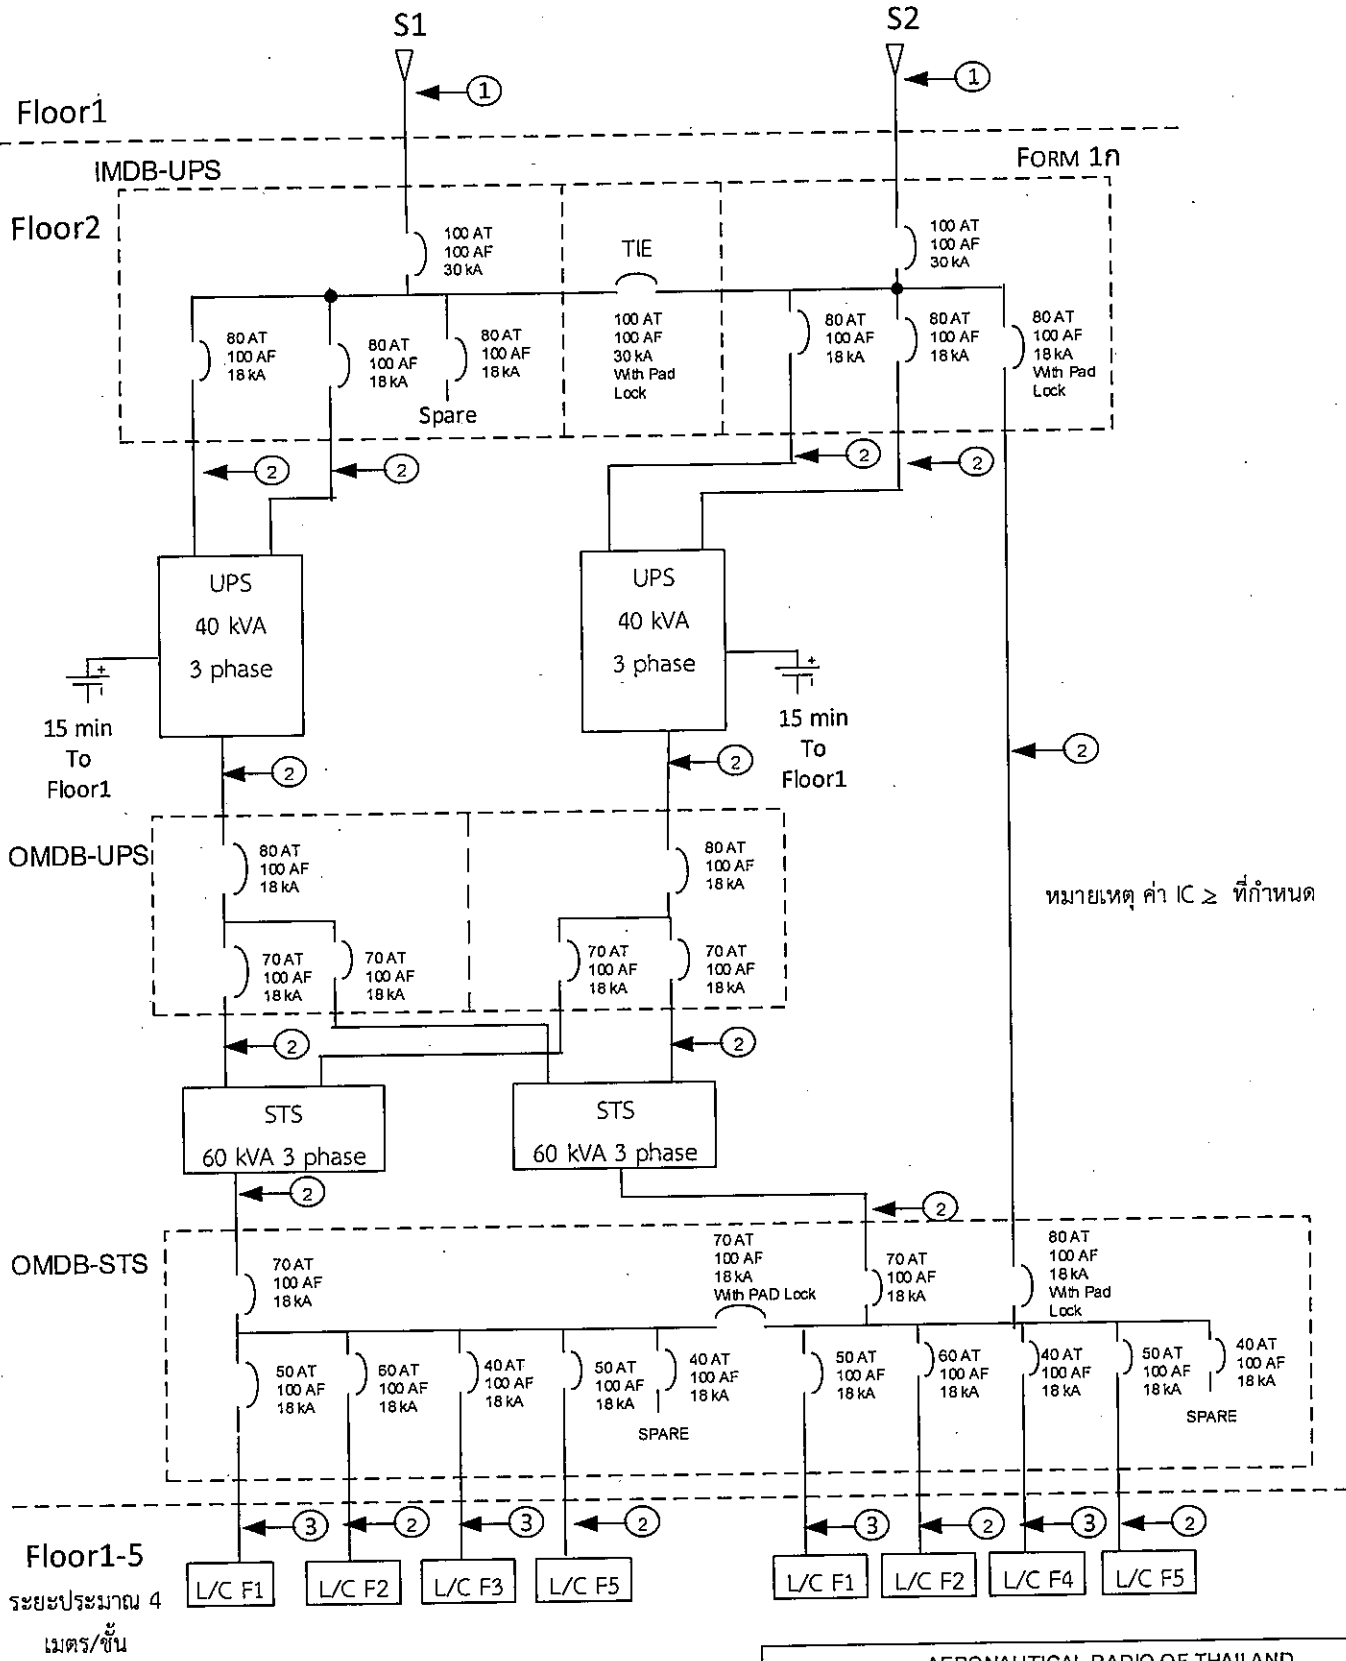 S1
S2
1
1
Floor1
IMDB-UPS
FORM 1ก
Floor2
100 AT
100 AF
30 kA
TIE
100 AT
100 AF
30 kA
80 AT
100 AF
18 kA
80 AT
100 AF
18 kA
80 AT
100 AF
18 kA
Spare
100 AT
100 AF
30 kA
With Pad
Lock
80 AT
100 AF
18 kA
80 AT
100 AF
18 kA
80 AT
100 AF
18 kA
With Pad
Lock
2
2
2
2
UPS
40 kVA
3 phase
UPS
40 kVA
3 phase
+
+
15 min
To
Floor1
15 min
To
Floor1
2
2
2
OMDB-UPS
80 AT
100 AF
18 kA
80 AT
100 AF
18 kA
หมายเหตุ ค่า IC ≥ ที่กำหนด
70 AT
100 AF
18 kA
70 AT
100 AF
18 kA
70 AT
100 AF
18 kA
70 AT
100 AF
18 kA
2
2
STS
60 kVA 3 phase
STS
60 kVA 3 phase
2
2
OMDB-STS
70 AT
100 AF
18 kA
70 AT
100 AF
18 kA
With PAD Lock
70 AT
100 AF
18 kA
80 AT
100 AF
18 kA
With Pad
Lock
50 AT
100 AF
18 kA
60 AT
100 AF
18 kA
40 AT
100 AF
18 kA
50 AT
100 AF
18 kA
40 AT
100 AF
18 kA
SPARE
50 AT
100 AF
18 kA
60 AT
100 AF
18 kA
40 AT
100 AF
18 kA
50 AT
100 AF
18 kA
40 AT
100 AF
18 kA
SPARE
3
2
3
2
3
2
3
2
Floor1-5
ระยะประมาณ 4
เมตร/ชั้น
L/C F1
L/C F2
L/C F3
L/C F5
L/C F1
L/C F2
L/C F4
L/C F5
AERONAUTICAL RADIO OF THAILAND